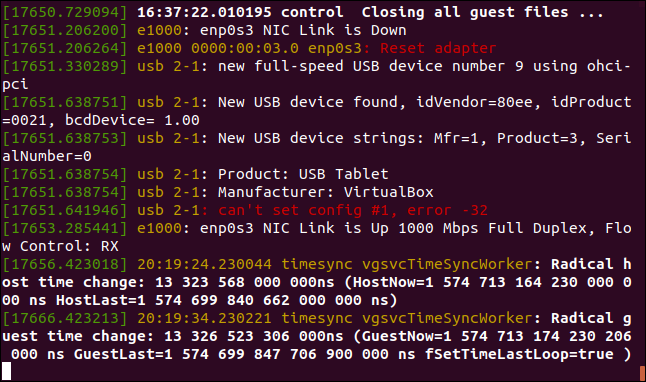 [17650.729094] 16:37:22.010195 control  Closing all guest files ...
[17651.206200] e1000: enp0s3 NIC Link is Down
[17651.206264] e1000 0000:00:03.0 enp0s3: Reset adapter
[17651.330289] usb 2-1: new full-speed USB device number 9 using ohci-
pci
[17651.638751] usb 2-1: New USB device found, idVendor=80ee, idProduct
=0021, bcdDevice= 1.00
[17651.638753] usb 2-1: New USB device strings: Mfr=1, Product=3, Seri
alNumber=0
[17651.638754] usb 2-1: Product: USB Tablet
[17651.638754] usb 2-1: Manufacturer: VirtualBox
[17651.641946] usb 2-1: can't set config #1, error -32
[17653.285441] e1000: enp0s3 NIC Link is Up 1000 Mbps Full Duplex, Flo
w Control: RX
[17656.423018] 20:19:24.230044 timesync vgsvcTimeSyncWorker: Radical h
ost time change: 13 323 568 000 000ns (HostNow=1 574 713 164 230 000 0
00 ns HostLast=1 574 699 840 662 000 000 ns)
[17666.423213] 20:19:34.230221 timesync vgsvcTimeSyncWorker: Radical g
uest time change: 13 326 523 306 000ns (GuestNow=1 574 713 174 230 206
 000 ns GuestLast=1 574 699 847 706 900 000 ns fSetTimeLastLoop=true )